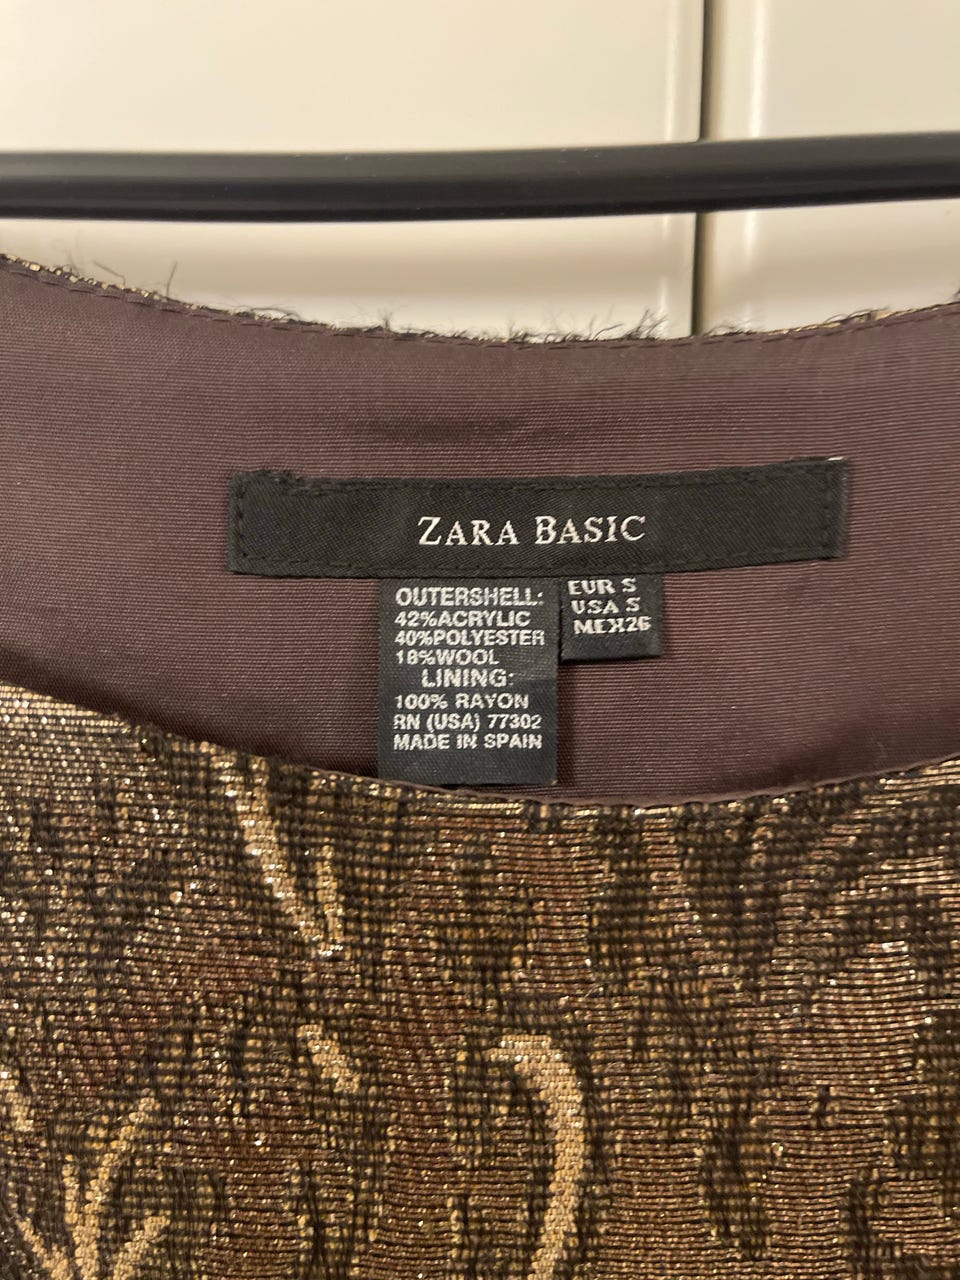 ZARA BASIC
OUTERSHELL:
42%ACRYLIC
40%POLYESTER
18%WOOL
LINING:
100% RAYON
RN (USA) 77302
MADE IN SPAIN
EUR S
USA S
MEX26